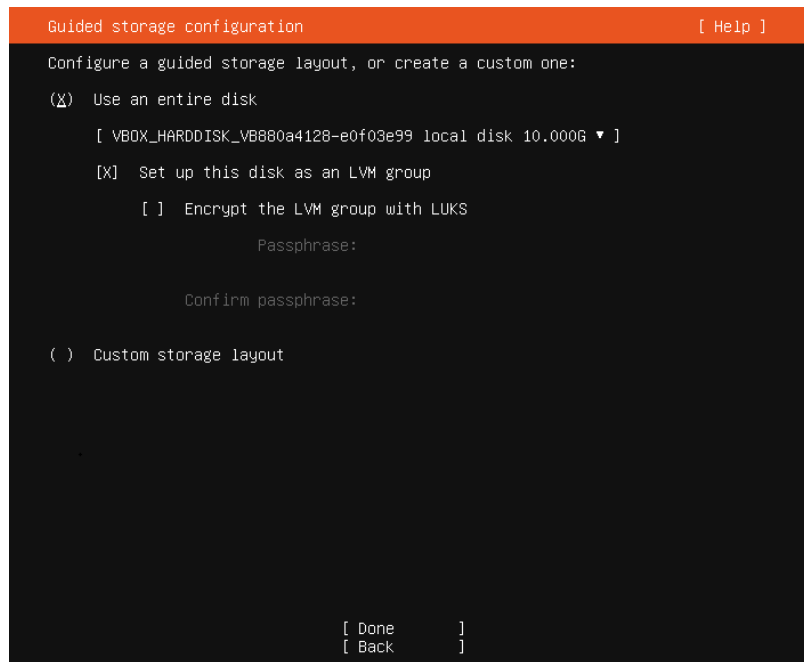 Guided storage configuration [ Help ]
Configure a guided storage layout, or create a custom one:
(X) Use an entire disk
[ VBOX_HARDDISK_VB880a4128-e0f03e99 local disk 10.000G ▾ ]
[X] Set up this disk as an LVM group
[ ] Encrypt the LVM group with LUKS
Passphrase:
Confirm passphrase:
( ) Custom storage layout
[ Done ]
[ Back ]